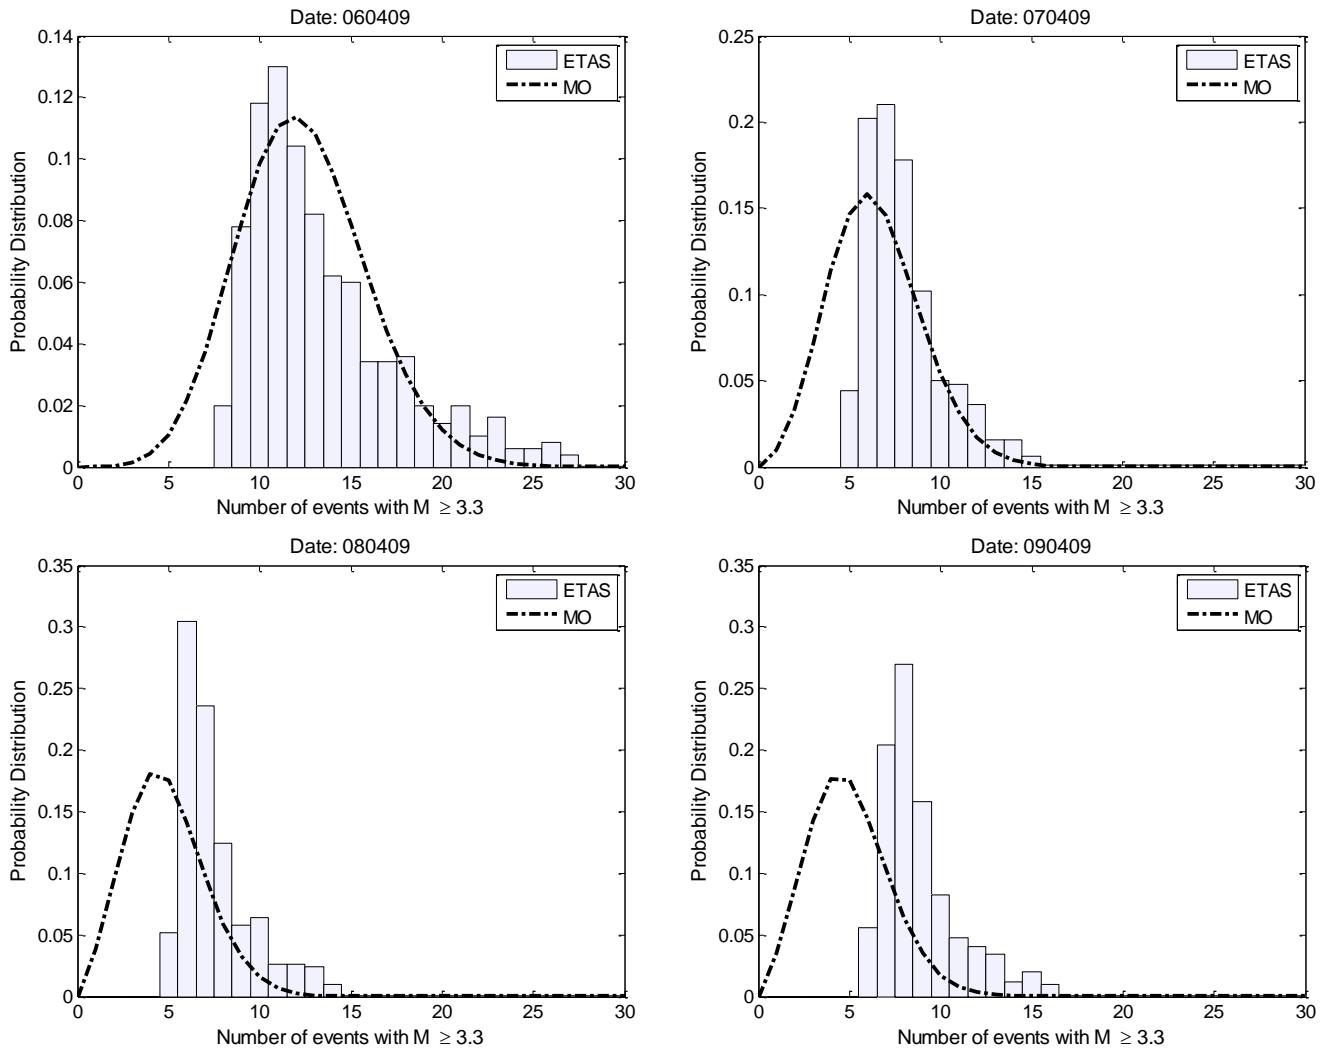 Date: 060409
0.14
0.12
0.1
0.08
0.06
0.04
0.02
0
Probability Distribution
0 5 10 15 20 25 30
Number of events with M ≥ 3.3
ETAS
MO
Date: 070409
0.25
0.2
0.15
0.1
0.05
0
Probability Distribution
0 5 10 15 20 25 30
Number of events with M ≥ 3.3
ETAS
MO
Date: 080409
0.35
0.3
0.25
0.2
0.15
0.1
0.05
0
Probability Distribution
0 5 10 15 20 25 30
Number of events with M ≥ 3.3
ETAS
MO
Date: 090409
0.35
0.3
0.25
0.2
0.15
0.1
0.05
0
Probability Distribution
0 5 10 15 20 25 30
Number of events with M ≥ 3.3
ETAS
MO